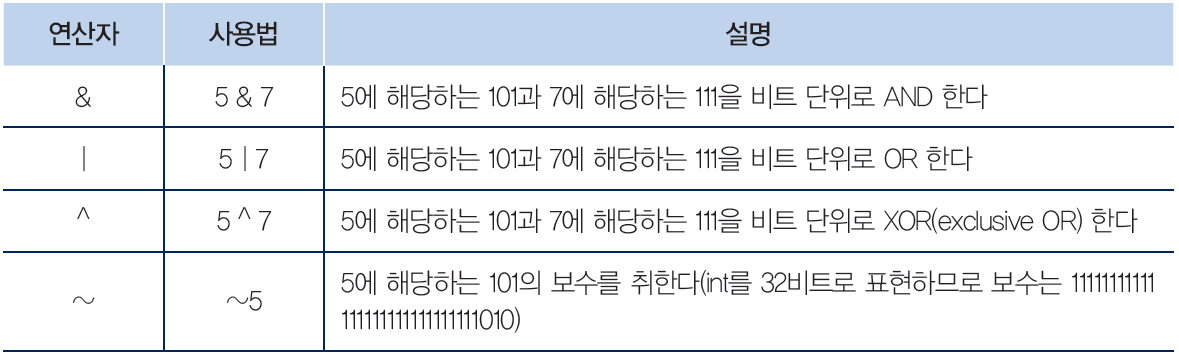 연산자 사용법 설명
& 5 & 7 5에 해당하는 101과 7에 해당하는 111을 비트 단위로 AND 한다
| 5 | 7 5에 해당하는 101과 7에 해당하는 111을 비트 단위로 OR 한다
^ 5 ^ 7 5에 해당하는 101과 7에 해당하는 111을 비트 단위로 XOR(exclusive OR) 한다
~ ~5 5에 해당하는 101의 보수를 취한다(int를 32비트로 표현하므로 보수는 11111111111
111111111111111111010)